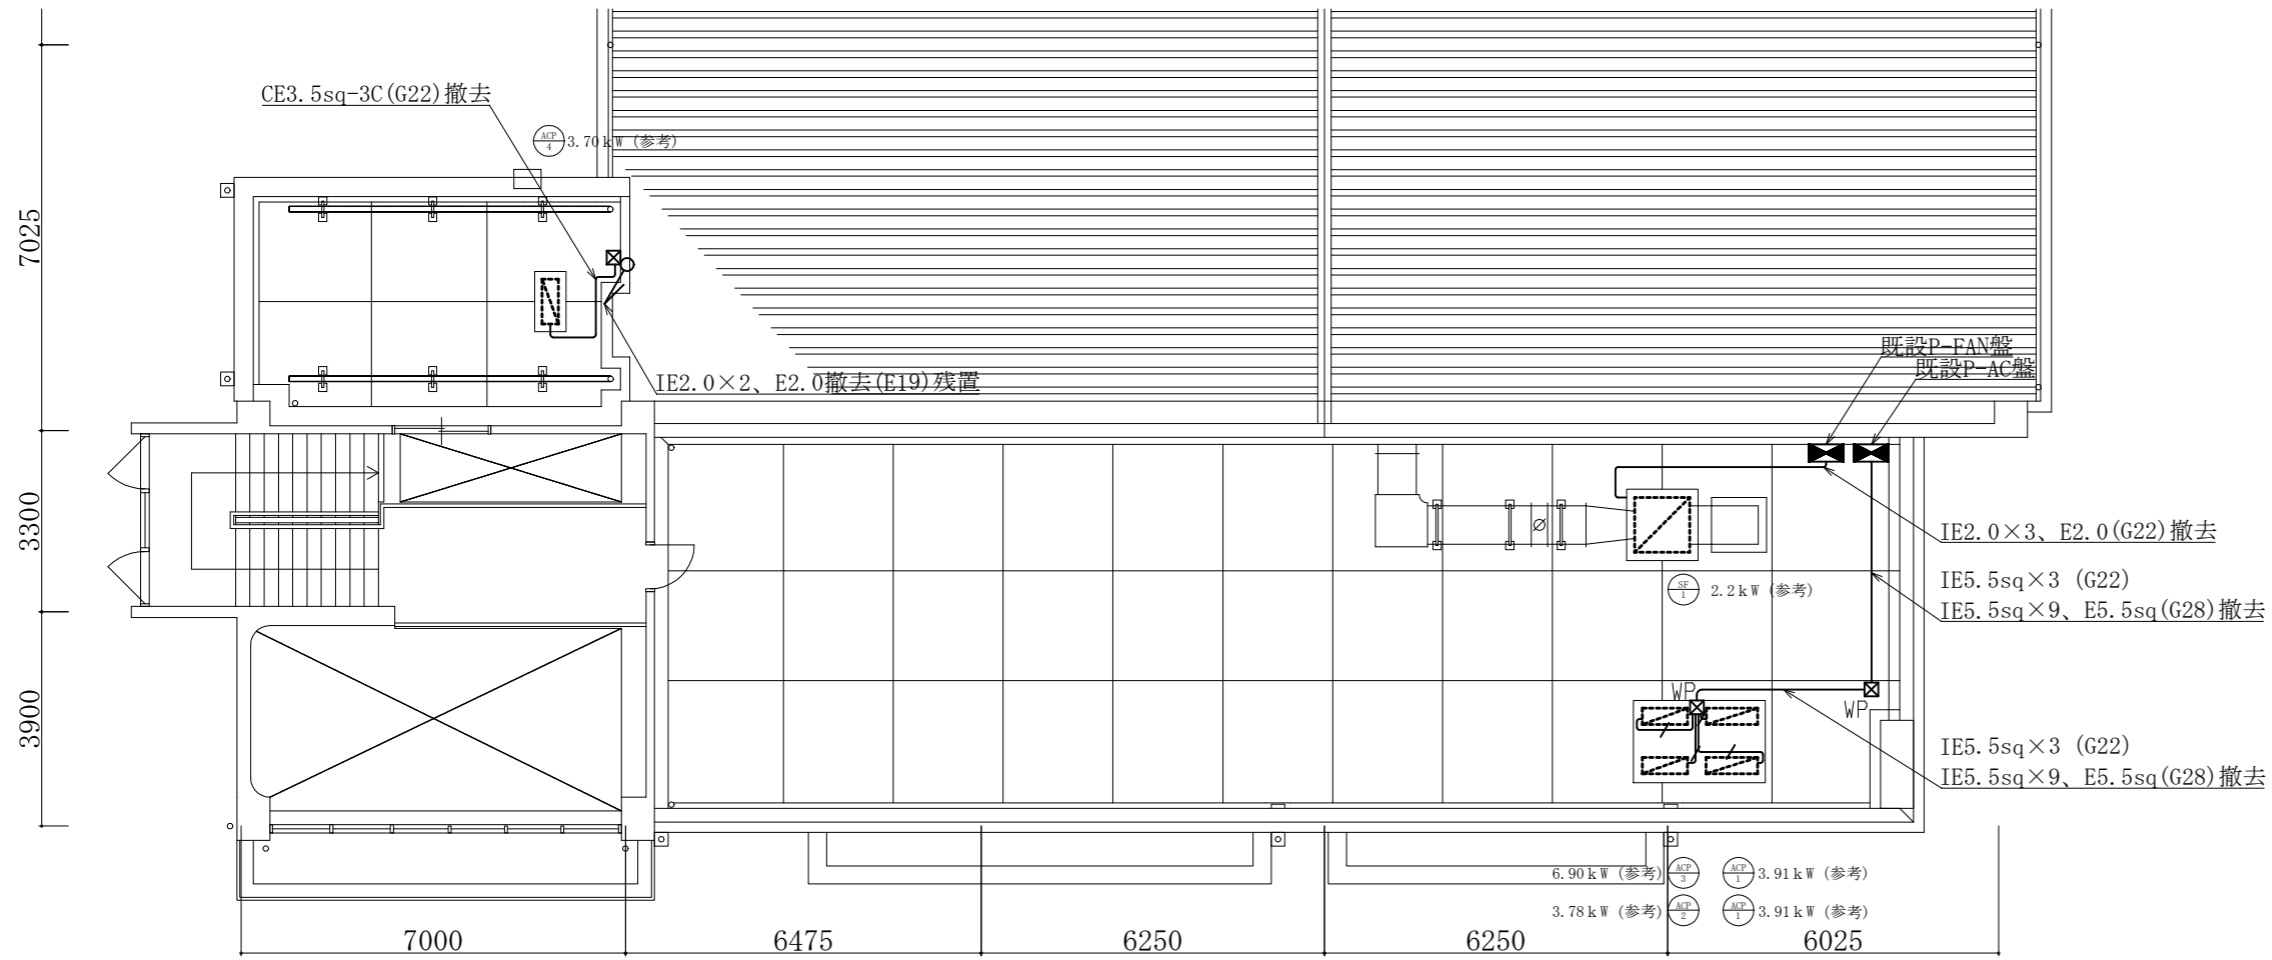 CE3.5sq-3C(G22)撤去
ACP
4
3.70kW (参考)
7025
IE2.0×2、E2.0撤去(E19)残置
既設P-FAN盤
既設P-AC盤
3300
IE2.0×3、E2.0(G22)撤去
SF
1
2.2kW (参考)
IE5.5sq×3 (G22)
IE5.5sq×9、E5.5sq(G28)撤去
3900
WP
WP
IE5.5sq×3 (G22)
IE5.5sq×9、E5.5sq(G28)撤去
6.90kW (参考)
ACP
3
ACP
1
3.91kW (参考)
3.78kW (参考)
ACP
2
ACP
1
3.91kW (参考)
7000
6475
6250
6250
6025